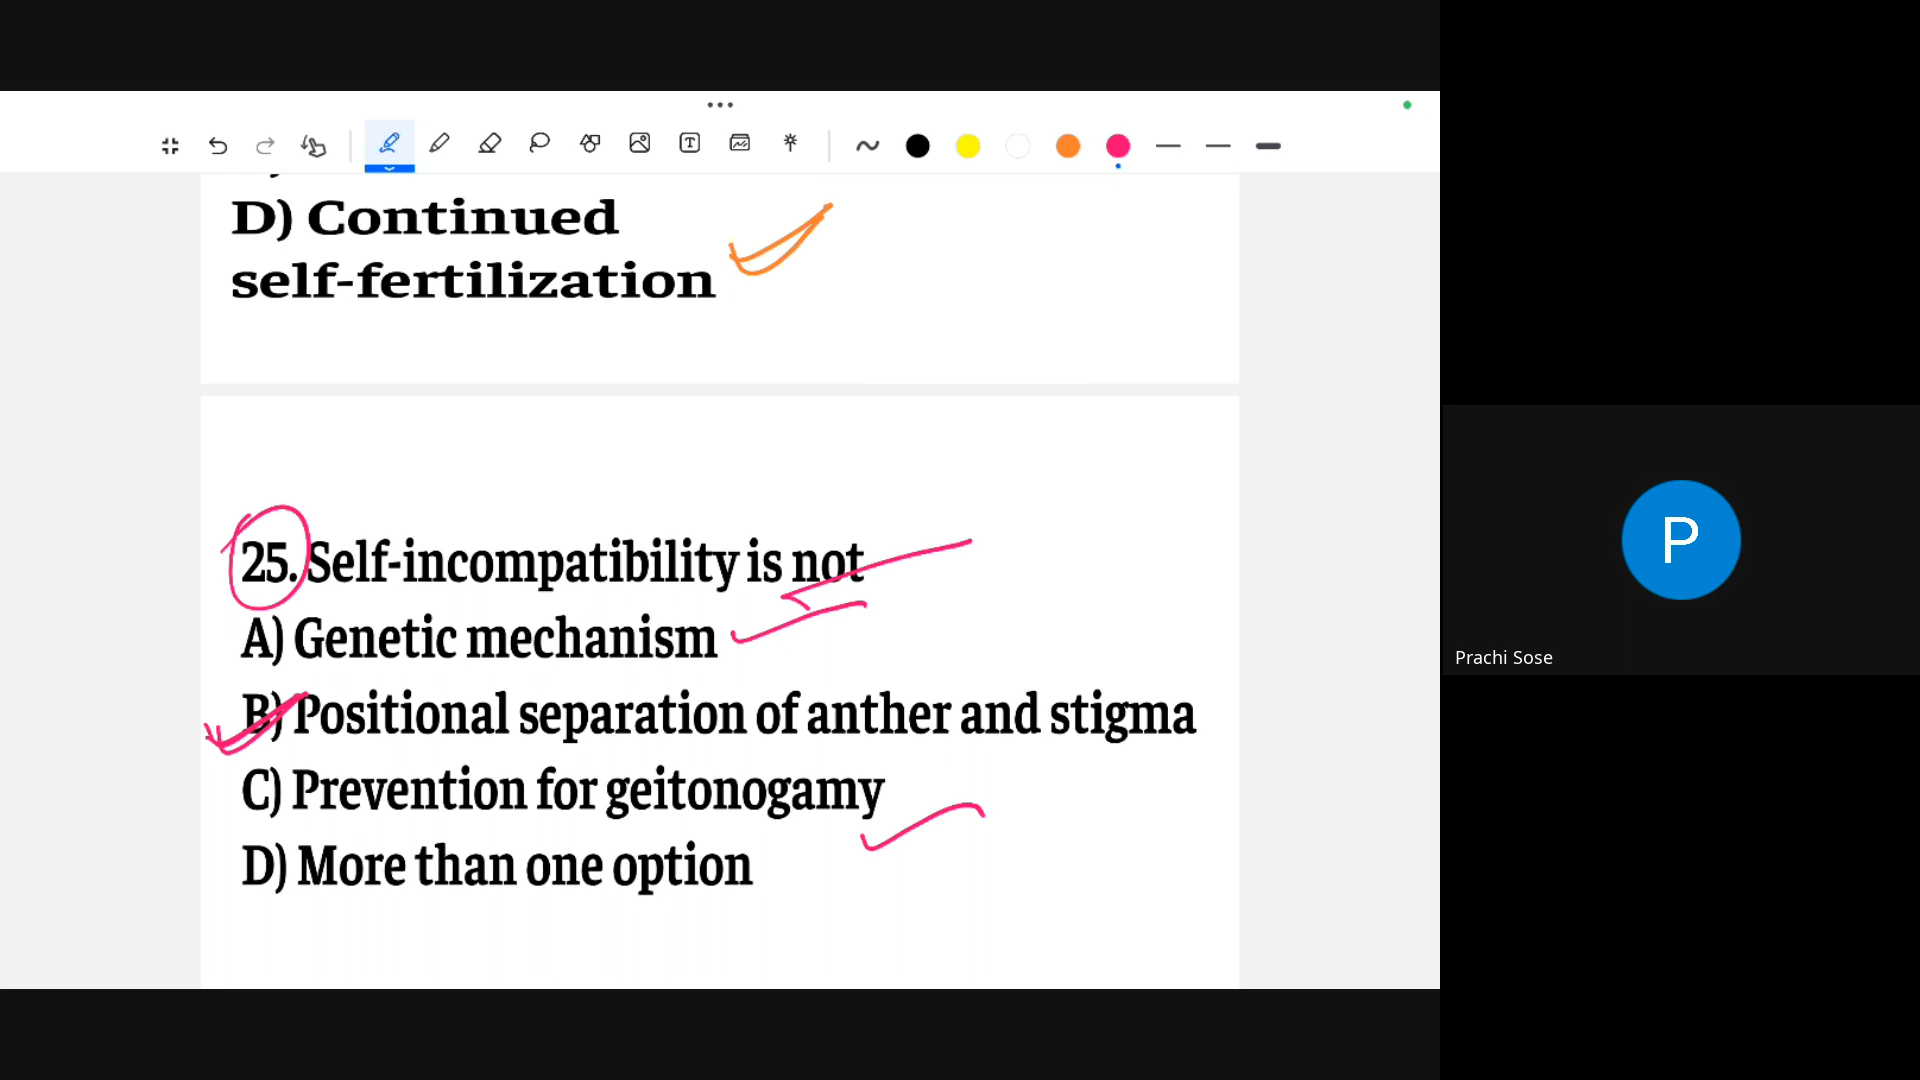 D) Continued
self-fertilization
25. Self-incompatibility is not
A) Genetic mechanism
B) Positional separation of anther and stigma
C) Prevention for geitonogamy
D) More than one option
P
Prachi Sose